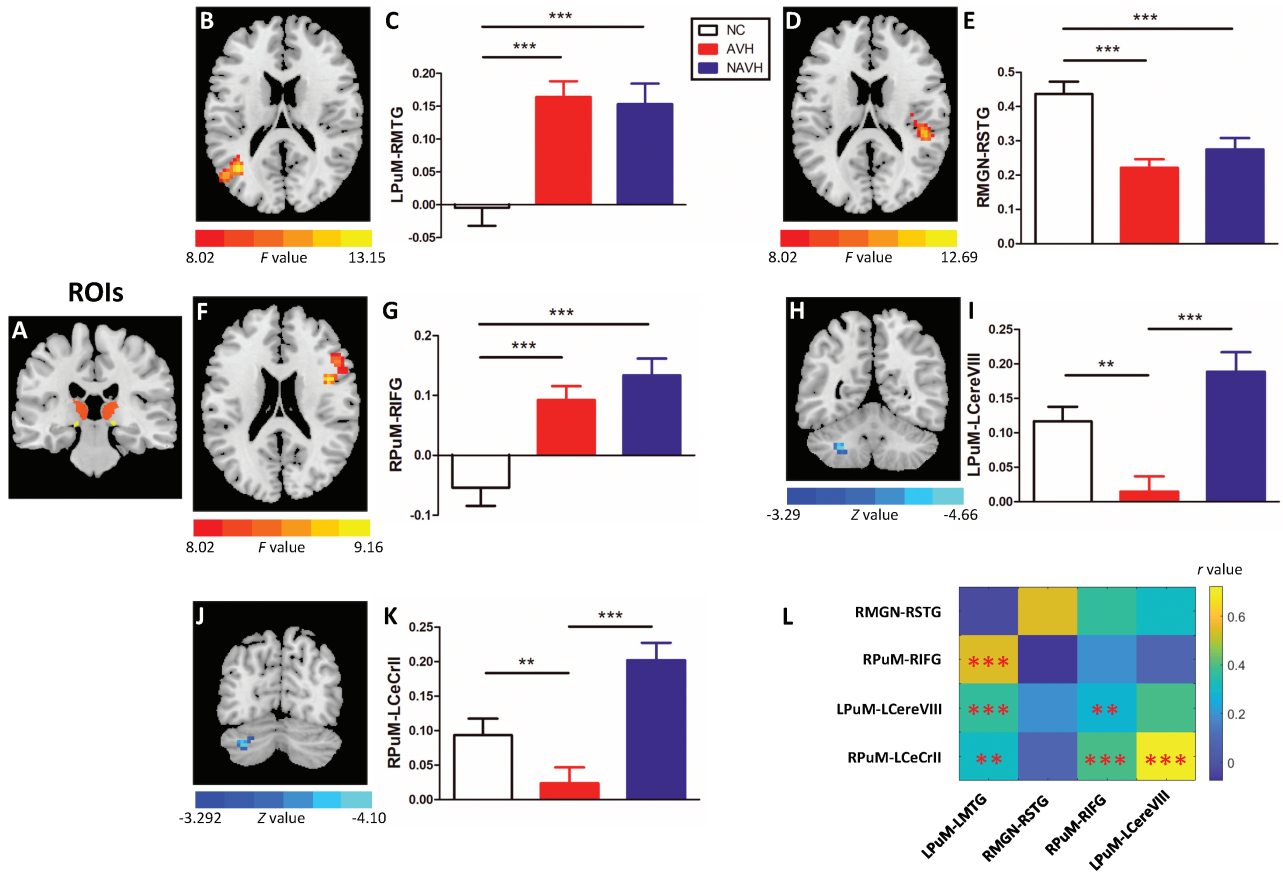 B
C
***
***
0.20
0.15
0.10
0.05
0.00
-0.05
LPuM-RMTG
8.02 F value 13.15
NC
AVH
NAVH
D
E
***
***
0.5
0.4
0.3
0.2
0.1
0.0
RMGN-RSTG
8.02 F value 12.69
ROIs
A
F
8.02 F value 9.16
G
***
***
0.2
0.1
0.0
-0.1
RPuM-RIFG
H
-3.29 Z value -4.66
I
***
**
0.25
0.20
0.15
0.10
0.05
0.00
LPuM-LCereVIII
J
-3.292 Z value -4.10
K
***
**
0.25
0.20
0.15
0.10
0.05
0.00
RPuM-LCeCrII
L
r value
RMGN-RSTG
RPuM-RIFG ***
LPuM-LCereVIII *** **
RPuM-LCeCrII ** *** ***
0.6
0.4
0.2
0
LPuM-LMTG
RMGN-RSTG
RPuM-RIFG
LPuM-LCereVIII